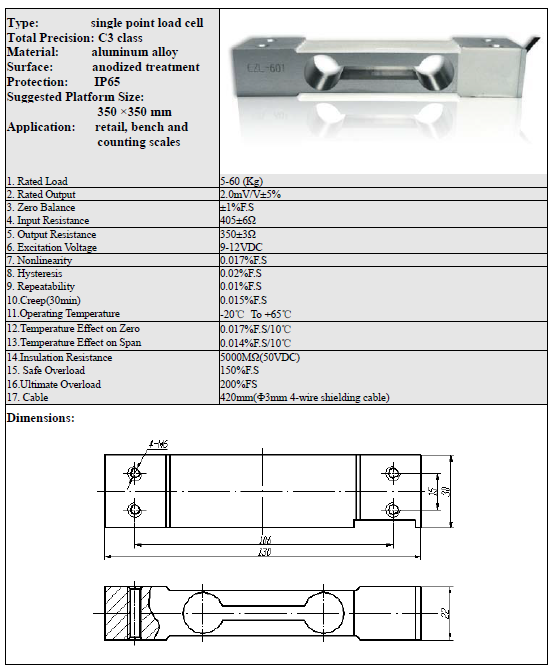 Type: single point load cell
Total Precision: C3 class
Material: aluminum alloy
Surface: anodized treatment
Protection: IP65
Suggested Platform Size:
350 ×350 mm
Application: retail, bench and
counting scales
EZL-601
1. Rated Load 5-60 (Kg)
2. Rated Output 2.0mV/V±5%
3. Zero Balance ±1%F.S
4. Input Resistance 405±6Ω
5. Output Resistance 350±3Ω
6. Excitation Voltage 9-12VDC
7. Nonlinearity 0.017%F.S
8. Hysteresis 0.02%F.S
9. Repeatability 0.01%F.S
10.Creep(30min) 0.015%F.S
11.Operating Temperature -20℃ To +65℃
12.Temperature Effect on Zero 0.017%F.S/10℃
13.Temperature Effect on Span 0.014%F.S/10℃
14.Insulation Resistance 5000MΩ(50VDC)
15. Safe Overload 150%F.S
16.Ultimate Overload 200%FS
17. Cable 420mm(Φ3mm 4-wire shielding cable)
Dimensions:
4-M6
15
30
106
130
22